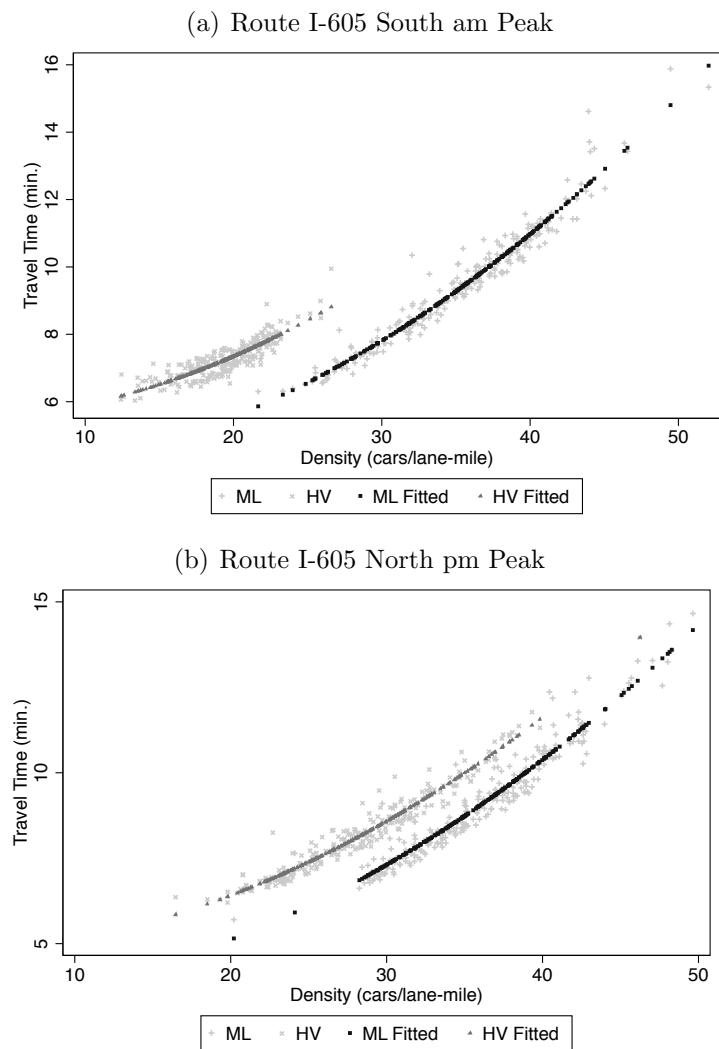 (a) Route I-605 South am Peak
Travel Time (min.)
16
14
12
10
8
6
10 20 30 40 50
Density (cars/lane-mile)
ML HV ML Fitted HV Fitted
(b) Route I-605 North pm Peak
Travel Time (min.)
15
10
5
10 20 30 40 50
Density (cars/lane-mile)
ML HV ML Fitted HV Fitted